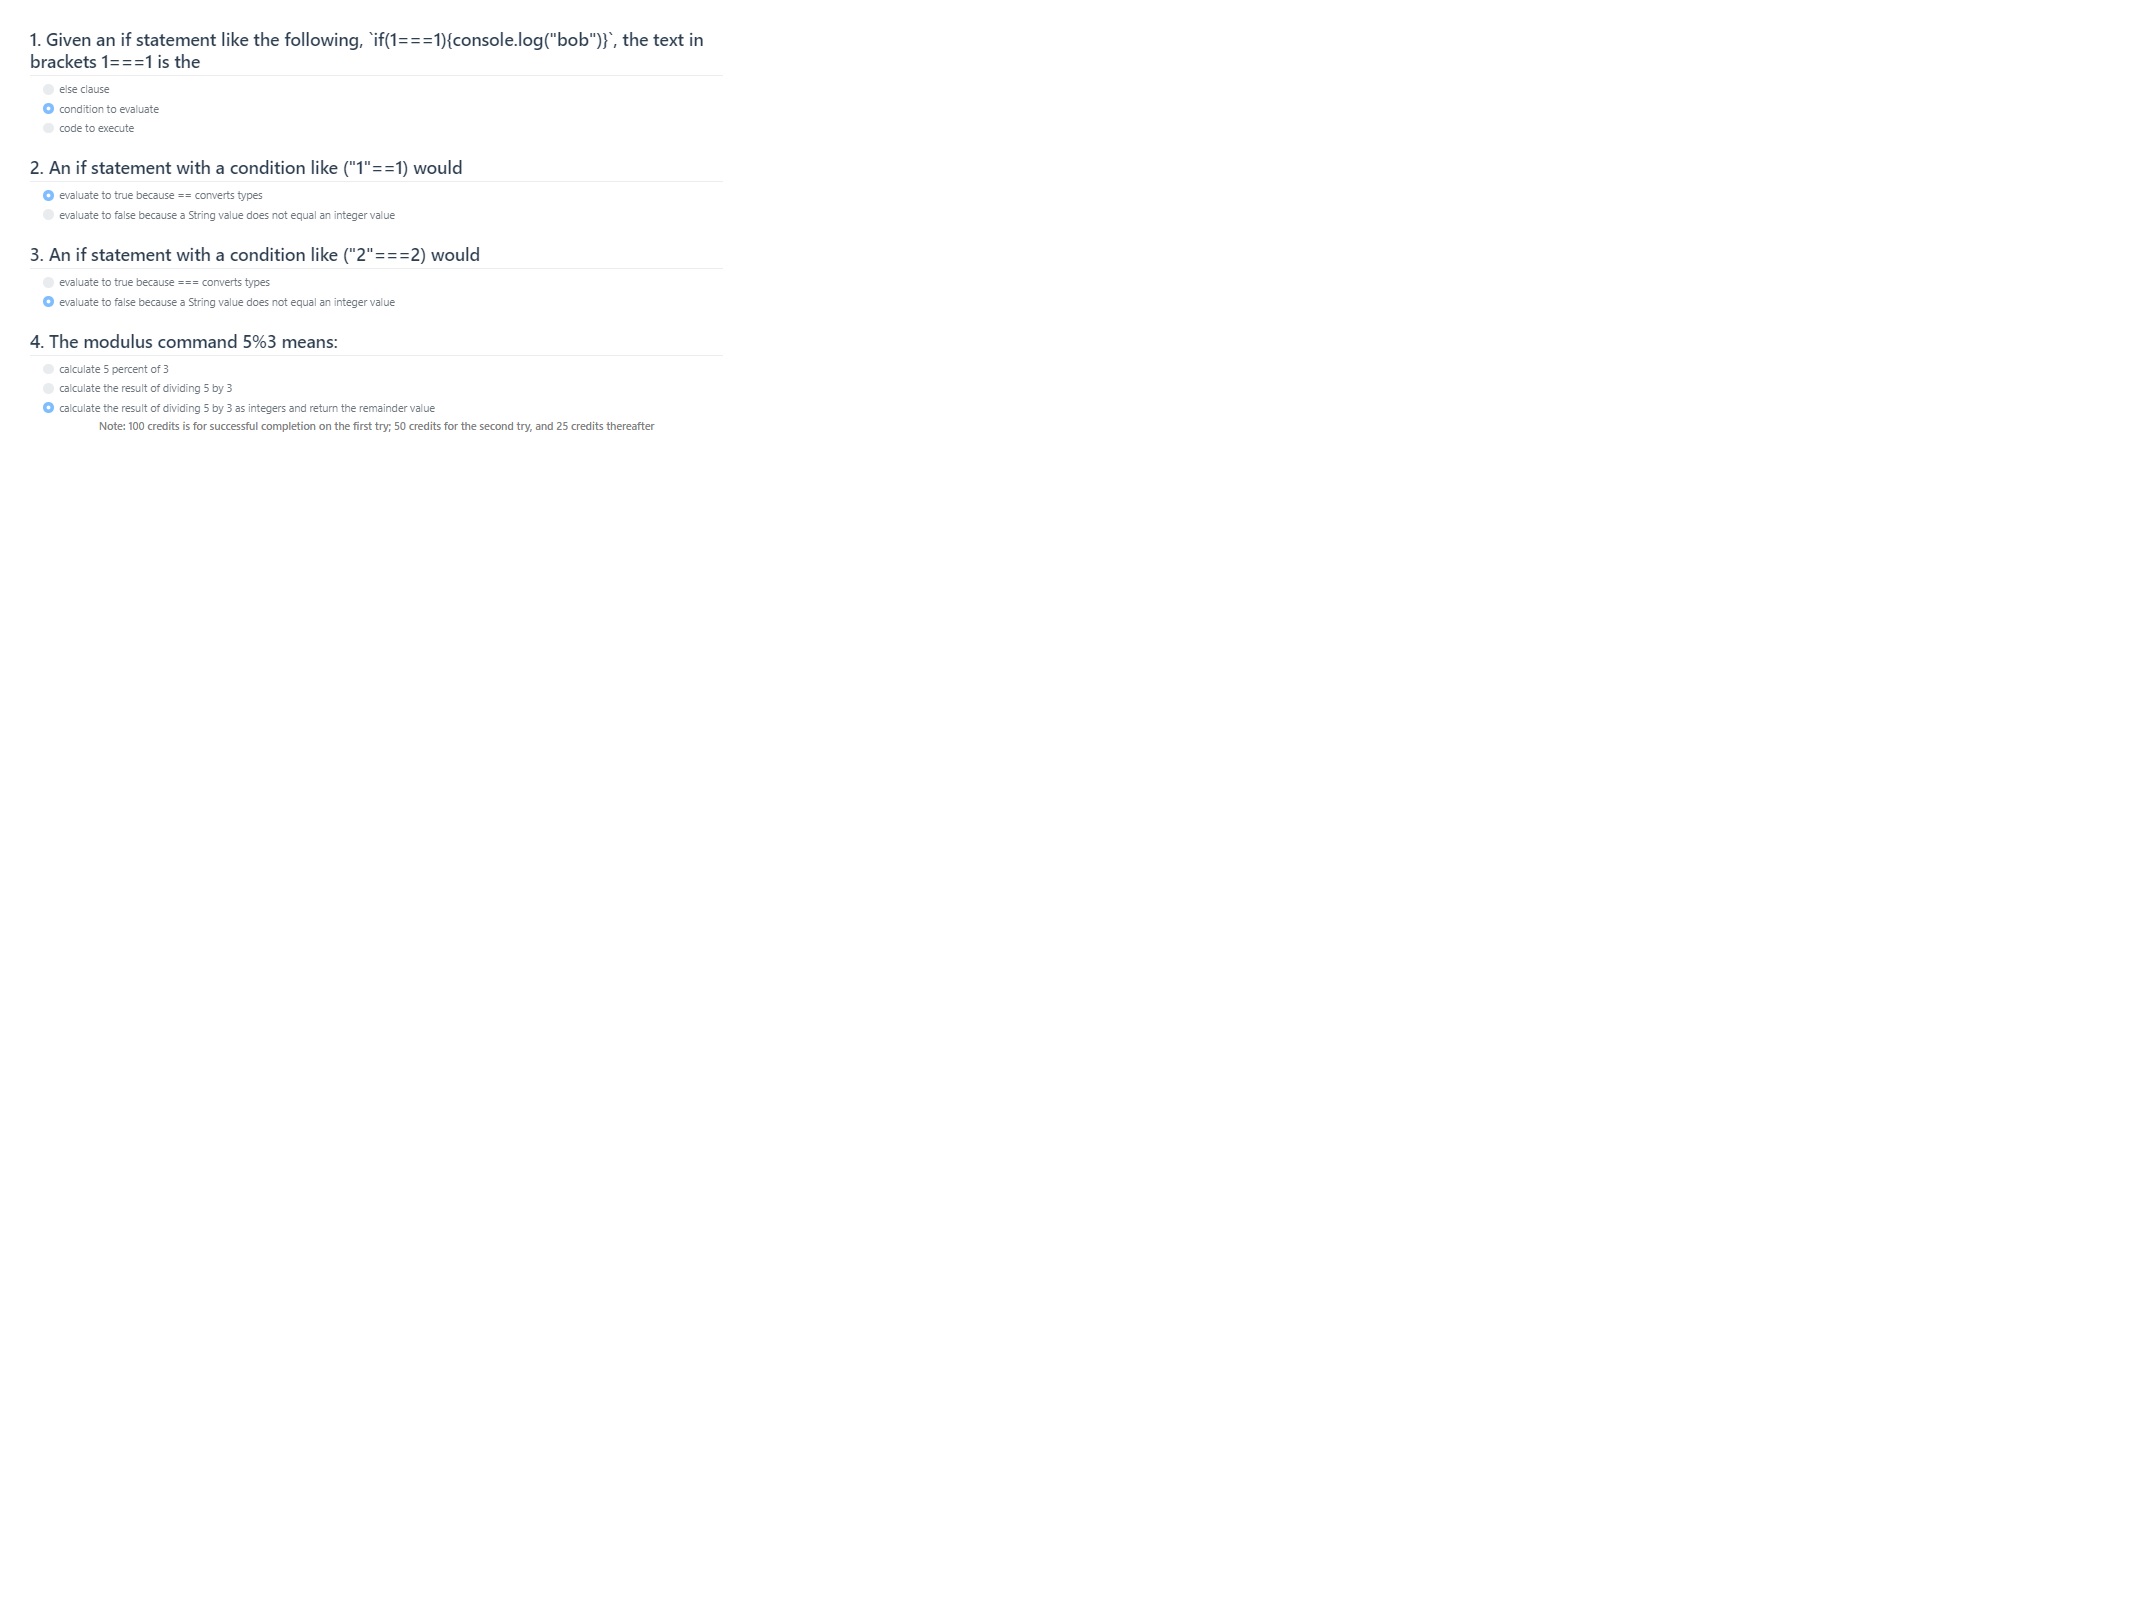 1. Given an if statement like the following, `if(1===1){console.log("bob")}`, the text in
brackets 1===1 is the
else clause
condition to evaluate
code to execute
2. An if statement with a condition like ("1"==1) would
evaluate to true because == converts types
evaluate to false because a String value does not equal an integer value
3. An if statement with a condition like ("2"===2) would
evaluate to true because === converts types
evaluate to false because a String value does not equal an integer value
4. The modulus command 5%3 means:
calculate 5 percent of 3
calculate the result of dividing 5 by 3
calculate the result of dividing 5 by 3 as integers and return the remainder value
Note: 100 credits is for successful completion on the first try; 50 credits for the second try, and 25 credits thereafter